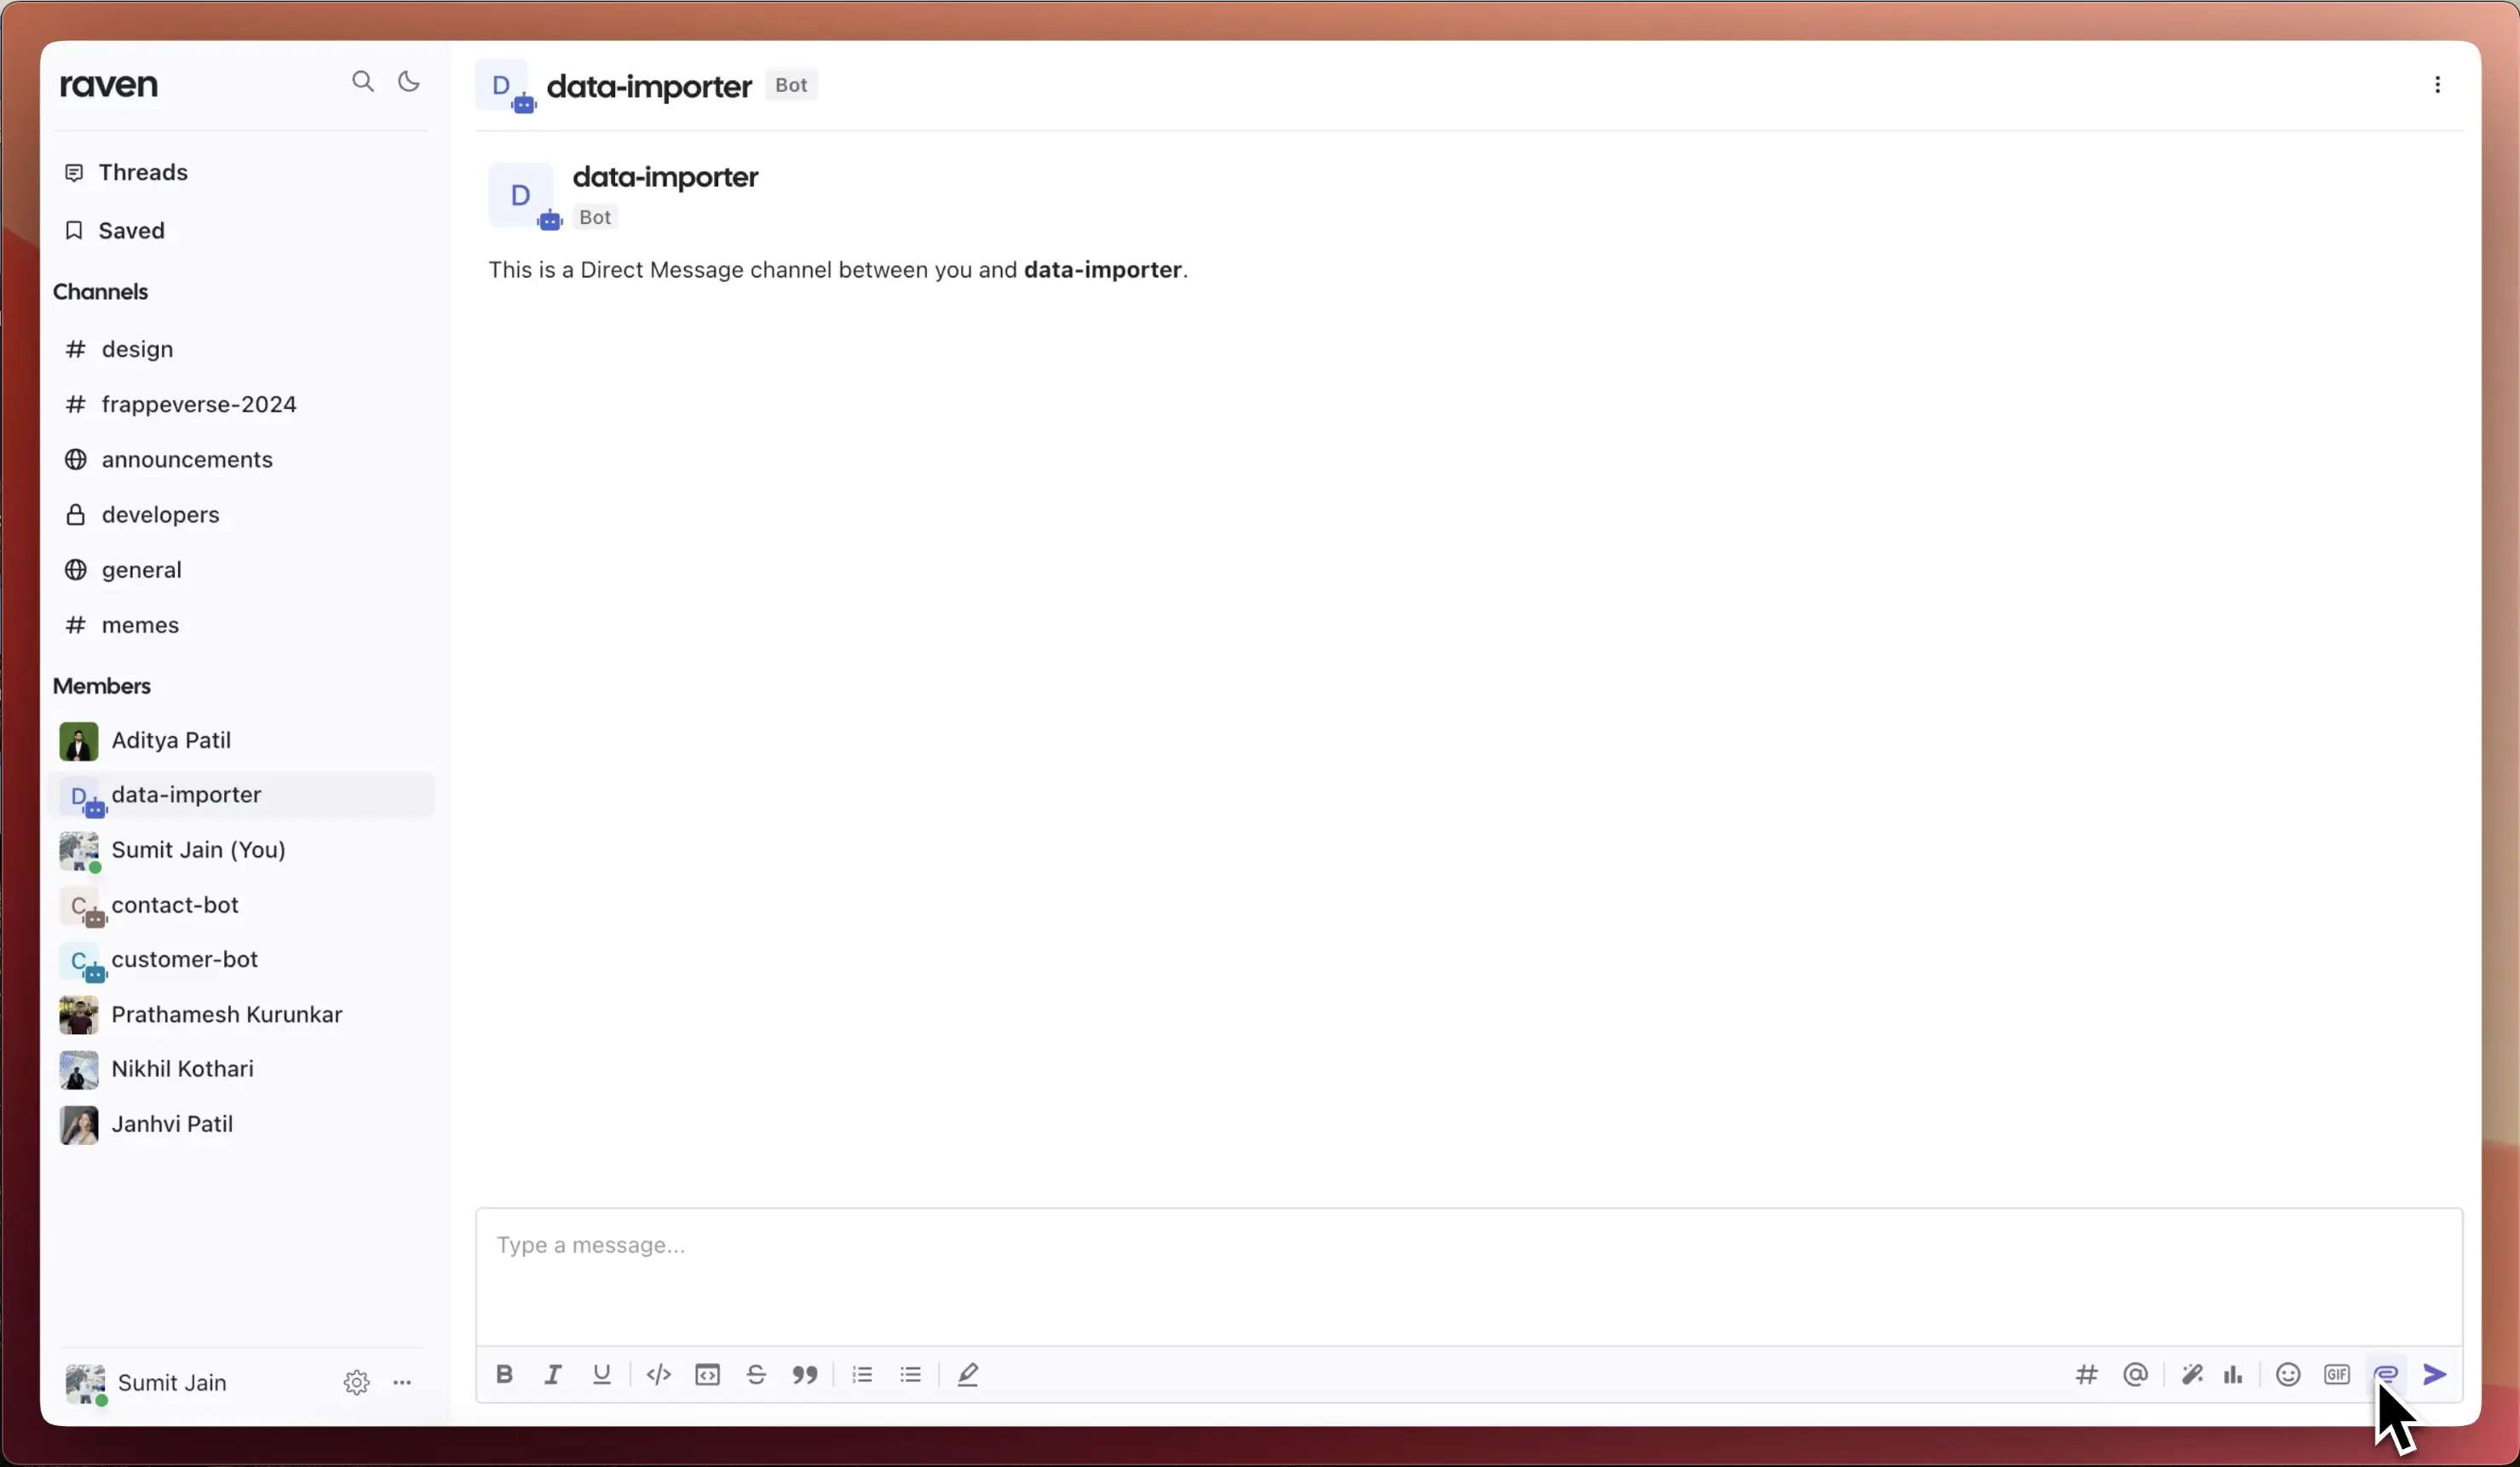 raven
Threads
Saved
Channels
# design
# frappeverse-2024
announcements
developers
general
# memes
Members
Aditya Patil
D data-importer
Sumit Jain (You)
C contact-bot
C customer-bot
Prathamesh Kurunkar
Nikhil Kothari
Janhvi Patil
Sumit Jain
D data-importer Bot
D data-importer
Bot
This is a Direct Message channel between you and data-importer.
Type a message...
B I U </> S GIF # @